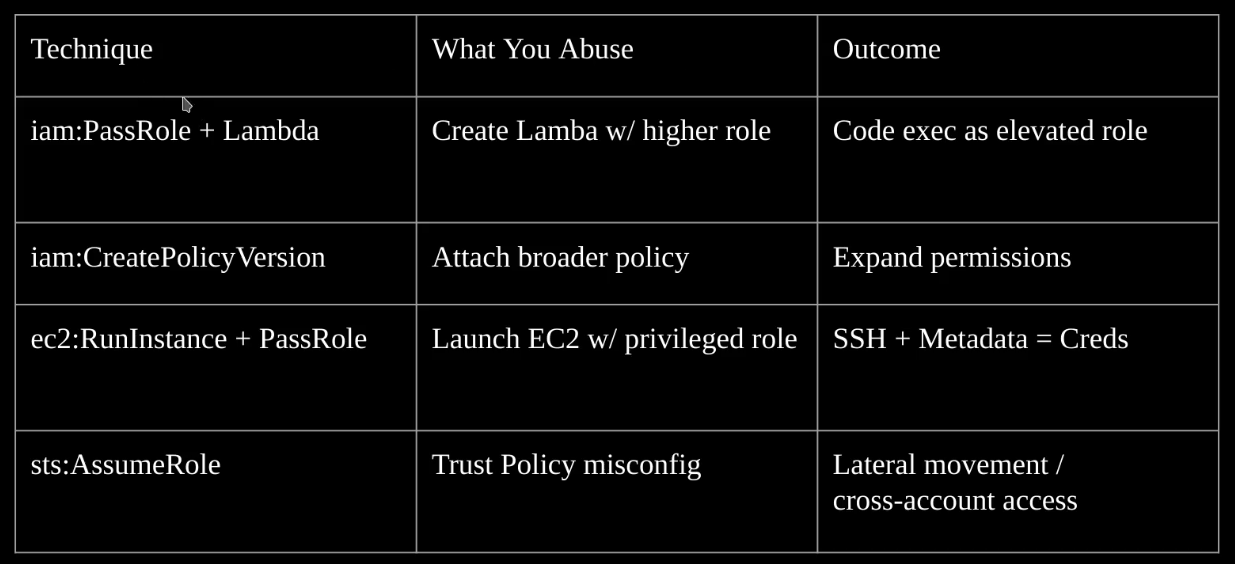 Technique
What You Abuse
Outcome
iam:PassRole + Lambda
Create Lamba w/ higher role
Code exec as elevated role
iam:CreatePolicyVersion
Attach broader policy
Expand permissions
ec2:RunInstance + PassRole
Launch EC2 w/ privileged role
SSH + Metadata = Creds
sts:AssumeRole
Trust Policy misconfig
Lateral movement /
cross-account access